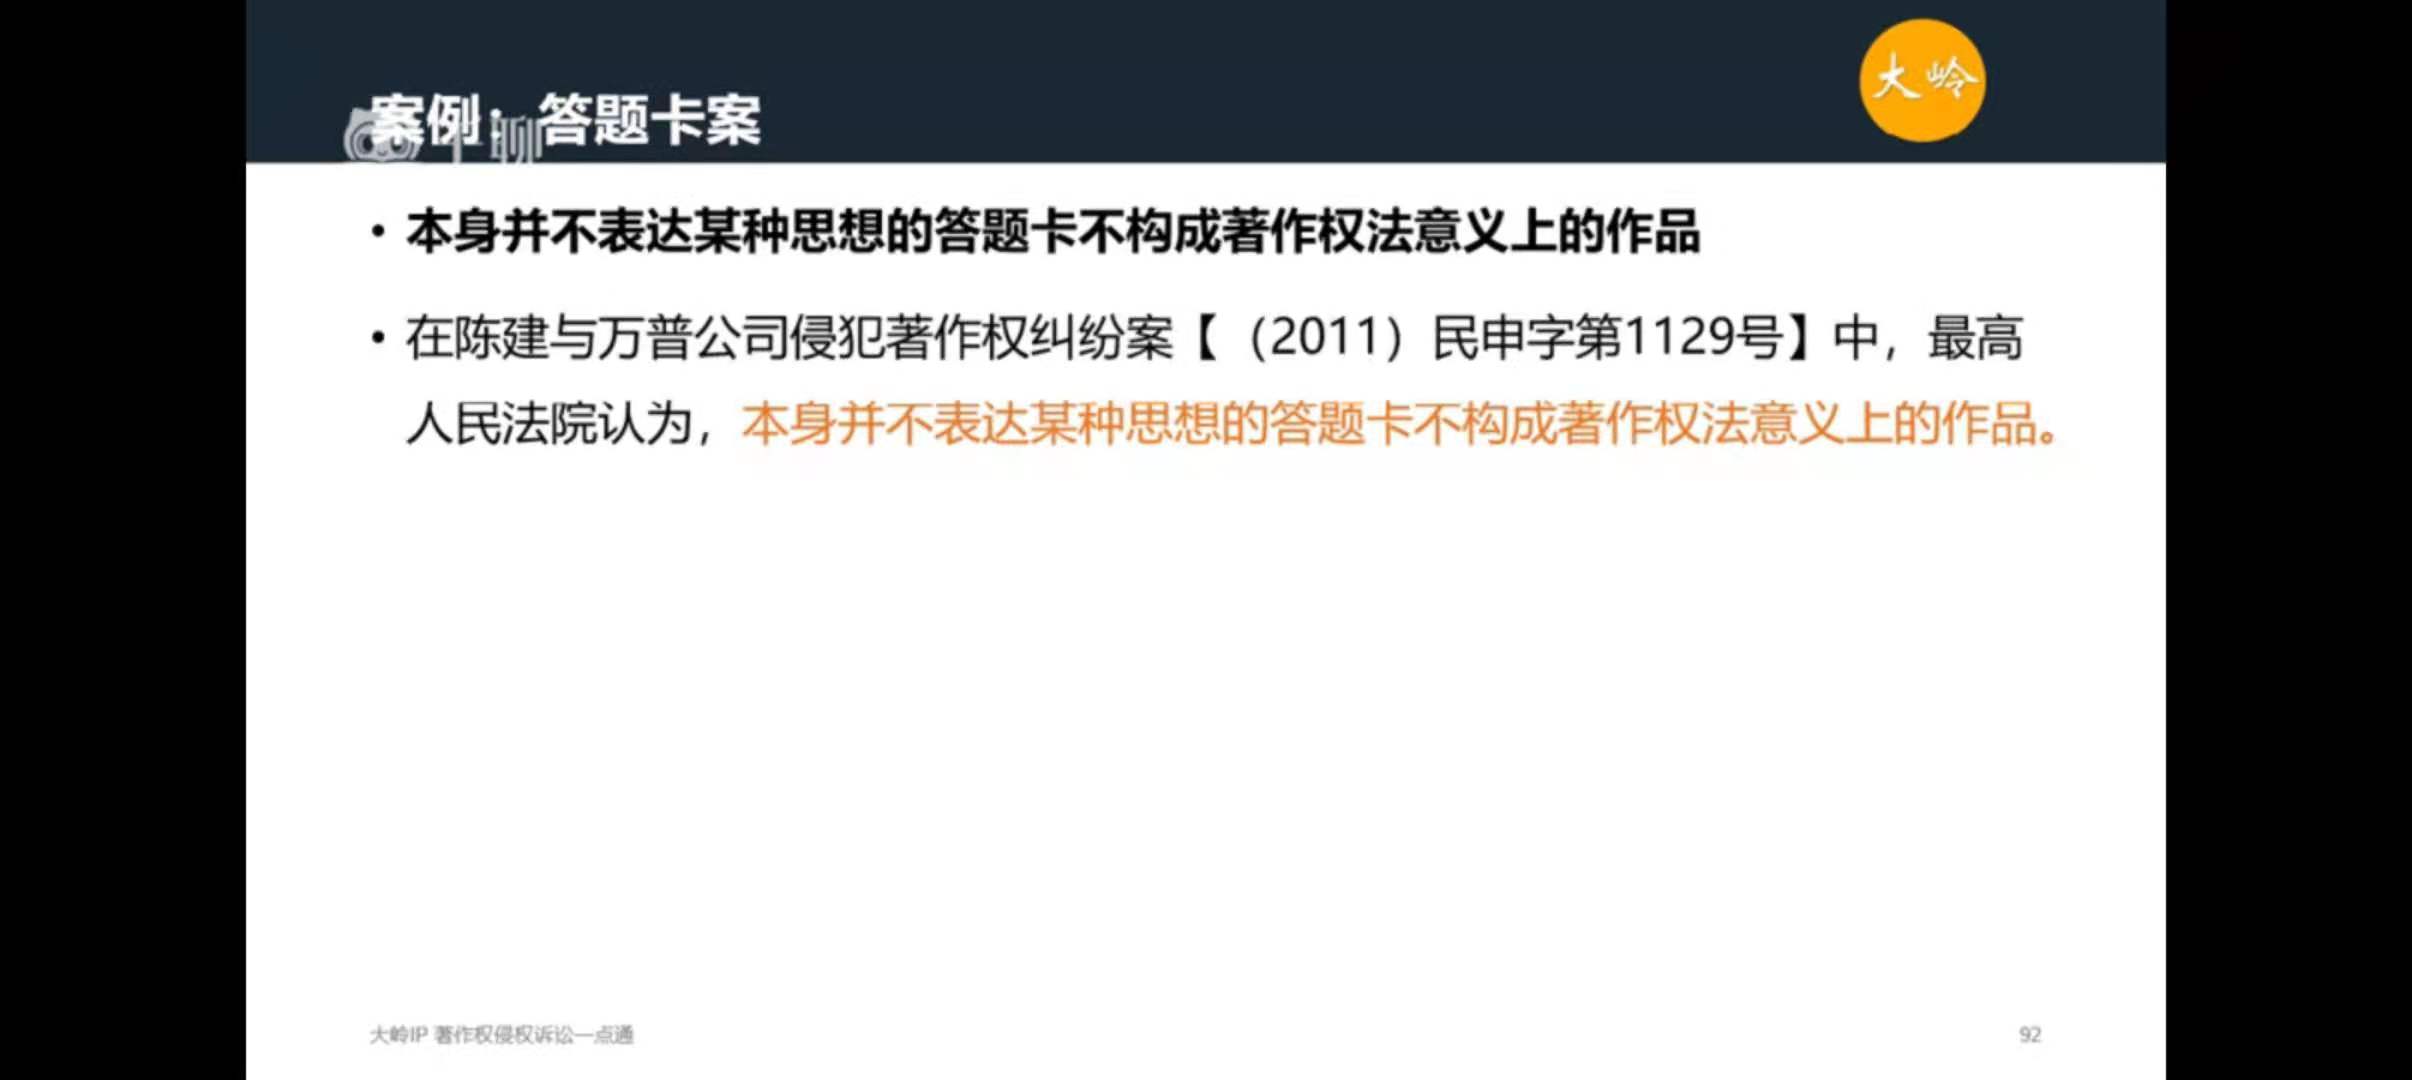 大岭
案例：答题卡案
• 本身并不表达某种思想的答题卡不构成著作权法意义上的作品
• 在陈建与万普公司侵犯著作权纠纷案【（2011）民申字第1129号】中，最高
人民法院认为，本身并不表达某种思想的答题卡不构成著作权法意义上的作品。
大岭IP 著作权侵权诉讼一点通
92